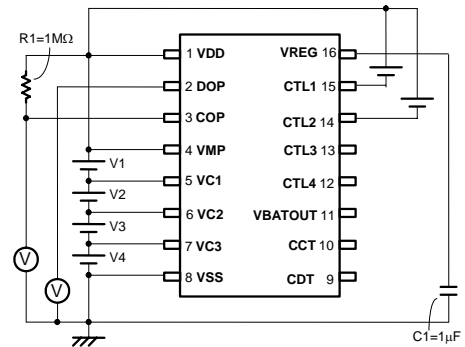 R1=1MΩ
1 VDD
2 DOP
3 COP
4 VMP
5 VC1
6 VC2
7 VC3
8 VSS
VREG 16
CTL1 15
CTL2 14
CTL3 13
CTL4 12
VBATOUT 11
CCT 10
CDT 9
V1
V2
V3
V4
V
V
C1=1μF